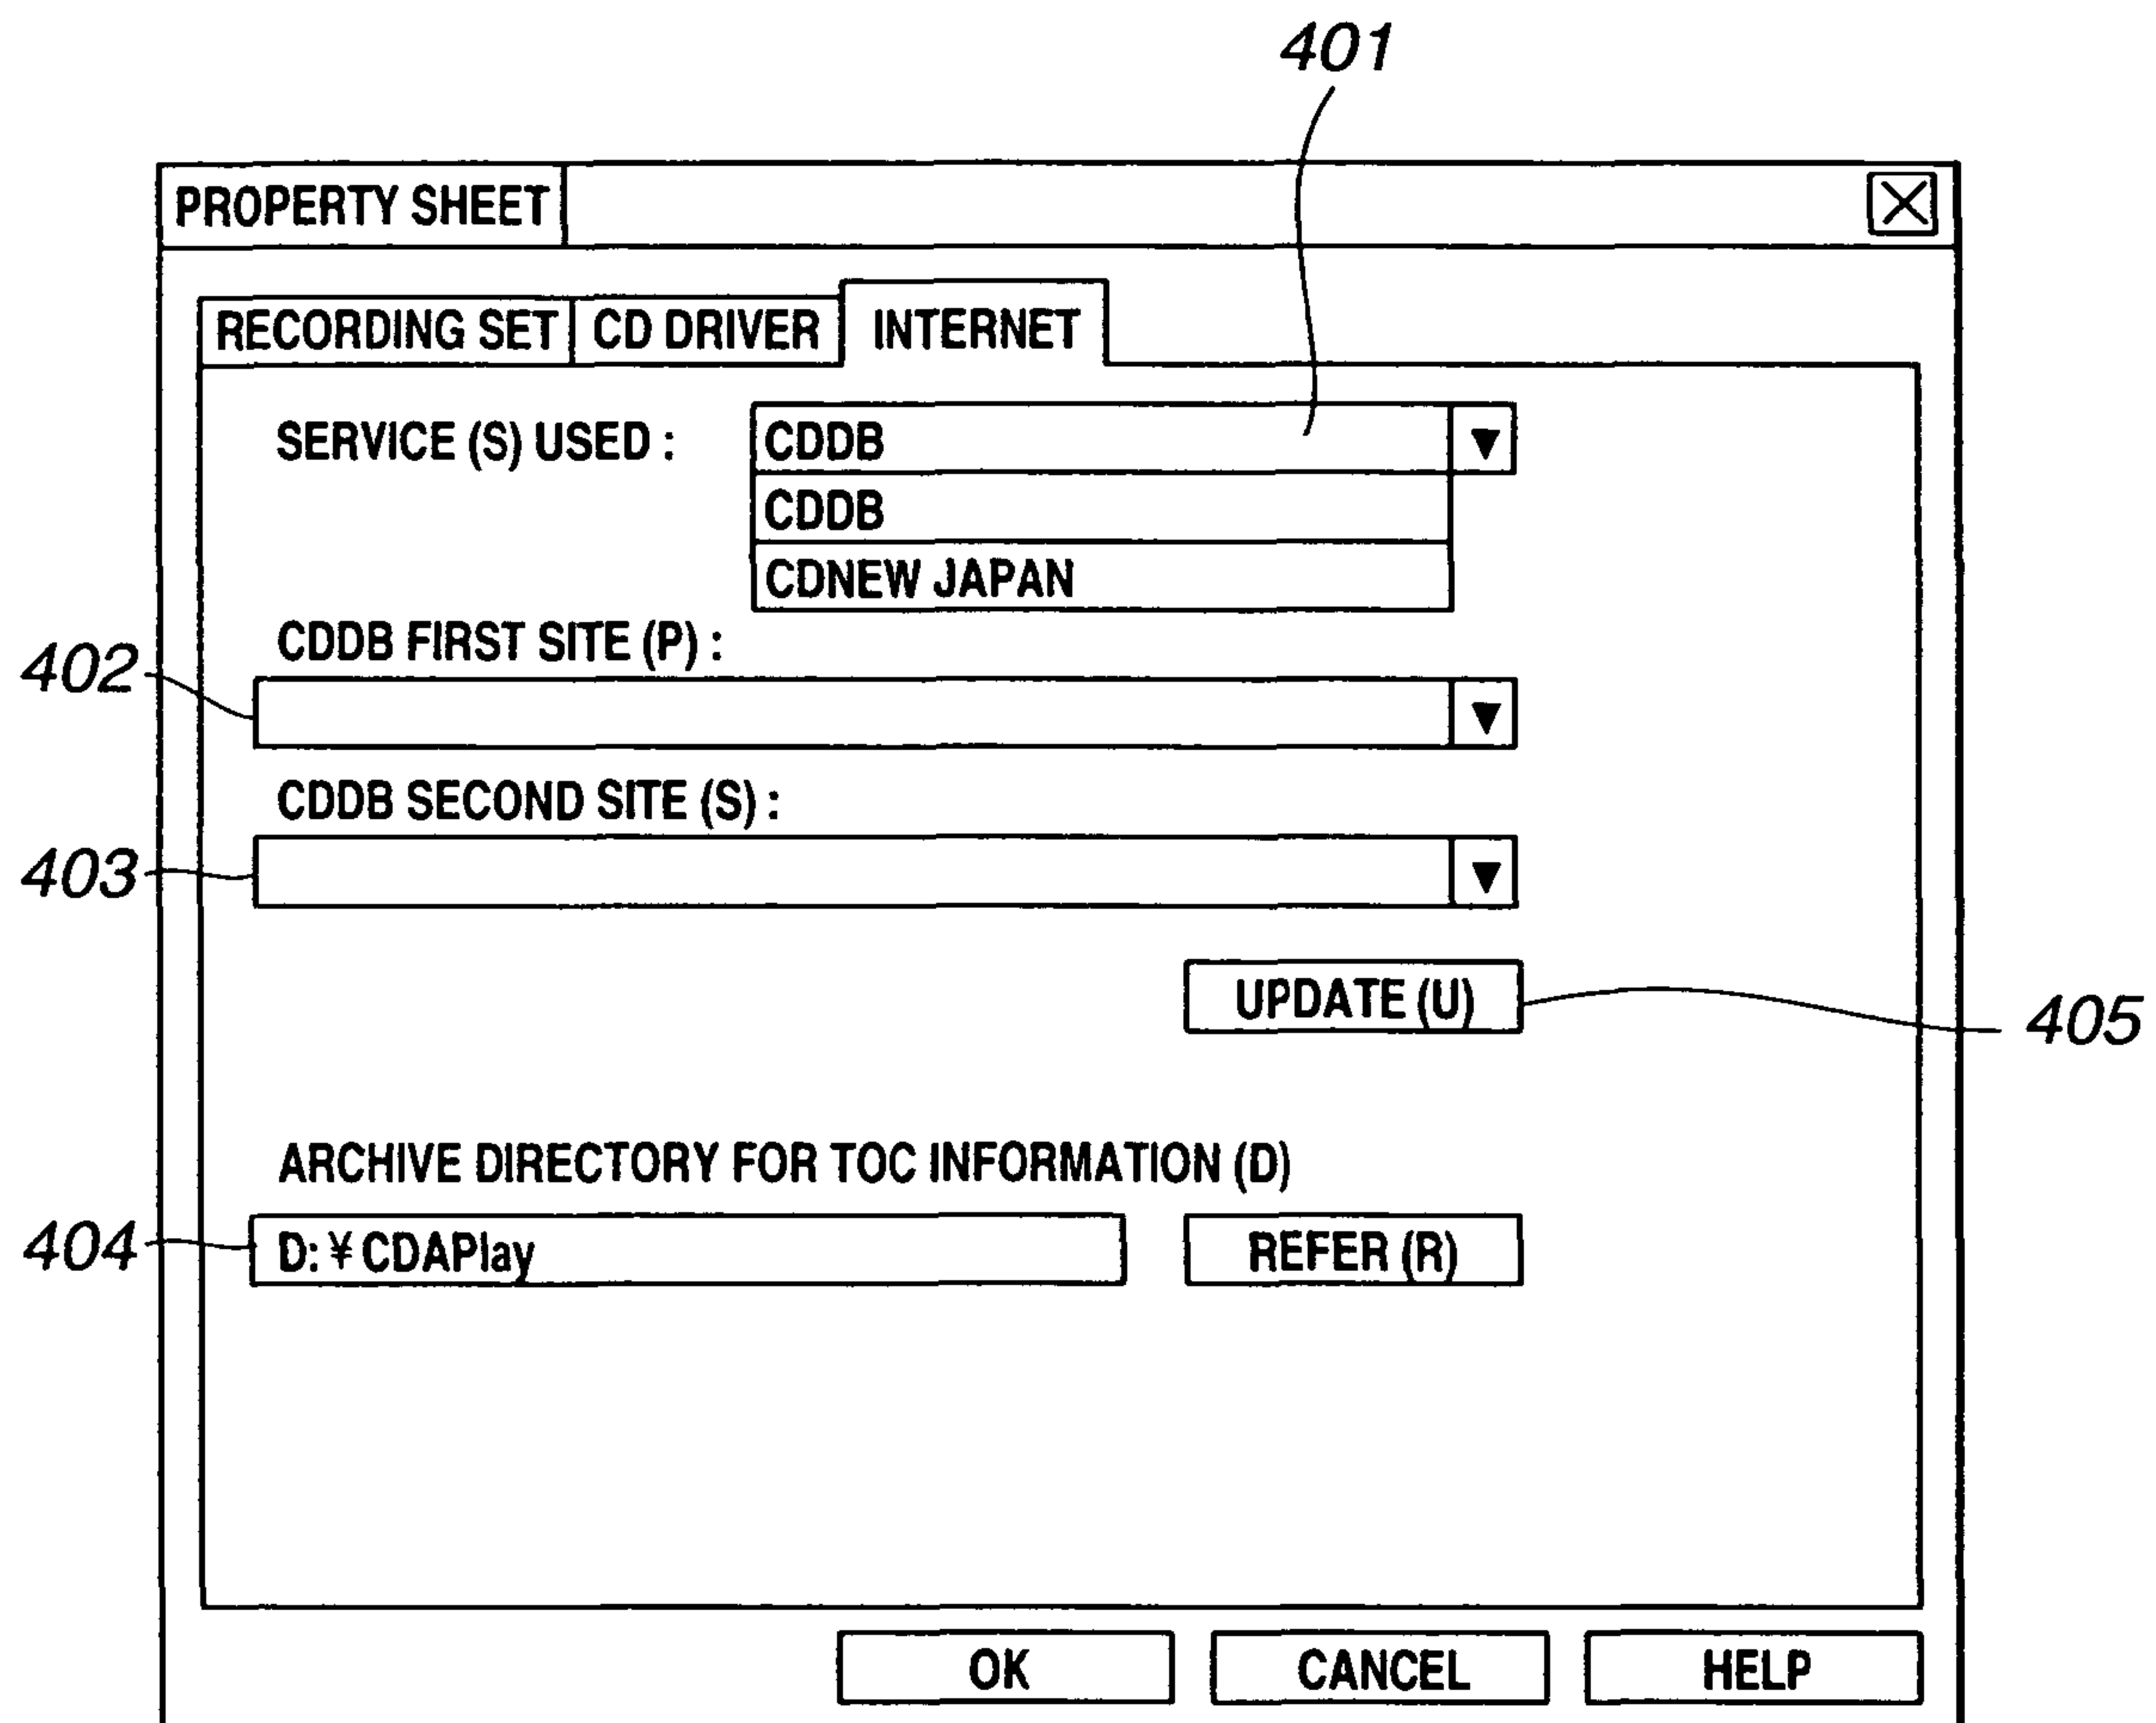 401
PROPERTY SHEET
RECORDING SET CD DRIVER INTERNET
SERVICE (S) USED : CDDB ▼
CDDB
CDNEW JAPAN
CDDB FIRST SITE (P) :
402 ▼
CDDB SECOND SITE (S) :
403 ▼
UPDATE (U)
405
ARCHIVE DIRECTORY FOR TOC INFORMATION (D)
404 D: ¥ CDAPlay REFER (R)
OK CANCEL HELP